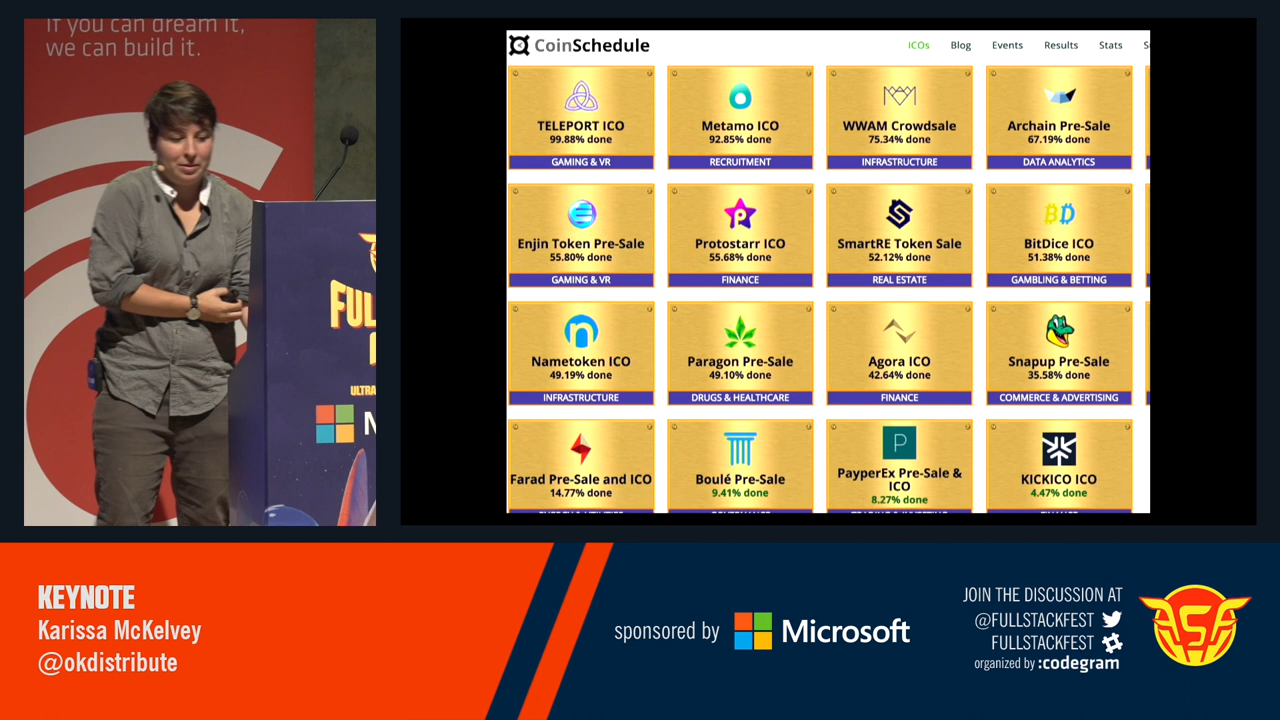 If you can dream it,
we can build it.
FUL
ULTRA
N
CoinSchedule
ICOs Blog Events Results Stats
TELEPORT ICO
99.88% done
GAMING & VR
Metamo ICO
92.85% done
RECRUITMENT
WWAM Crowdsale
75.34% done
INFRASTRUCTURE
Archain Pre-Sale
67.19% done
DATA ANALYTICS
Enjin Token Pre-Sale
55.80% done
GAMING & VR
Protostarr ICO
55.68% done
FINANCE
SmartRE Token Sale
52.12% done
REAL ESTATE
BitDice ICO
51.38% done
GAMBLING & BETTING
Nametoken ICO
49.19% done
INFRASTRUCTURE
Paragon Pre-Sale
49.10% done
DRUGS & HEALTHCARE
Agora ICO
42.64% done
FINANCE
Snapup Pre-Sale
35.58% done
COMMERCE & ADVERTISING
Farad Pre-Sale and ICO
14.77% done
Boulé Pre-Sale
9.41% done
P
PayperEx Pre-Sale &
ICO
8.27% done
KICKICO ICO
4.47% done
KEYNOTE
Karissa McKelvey
@okdistribute
sponsored by Microsoft
JOIN THE DISCUSSION AT
@FULLSTACKFEST
FULLSTACKFEST
organized by :codegram